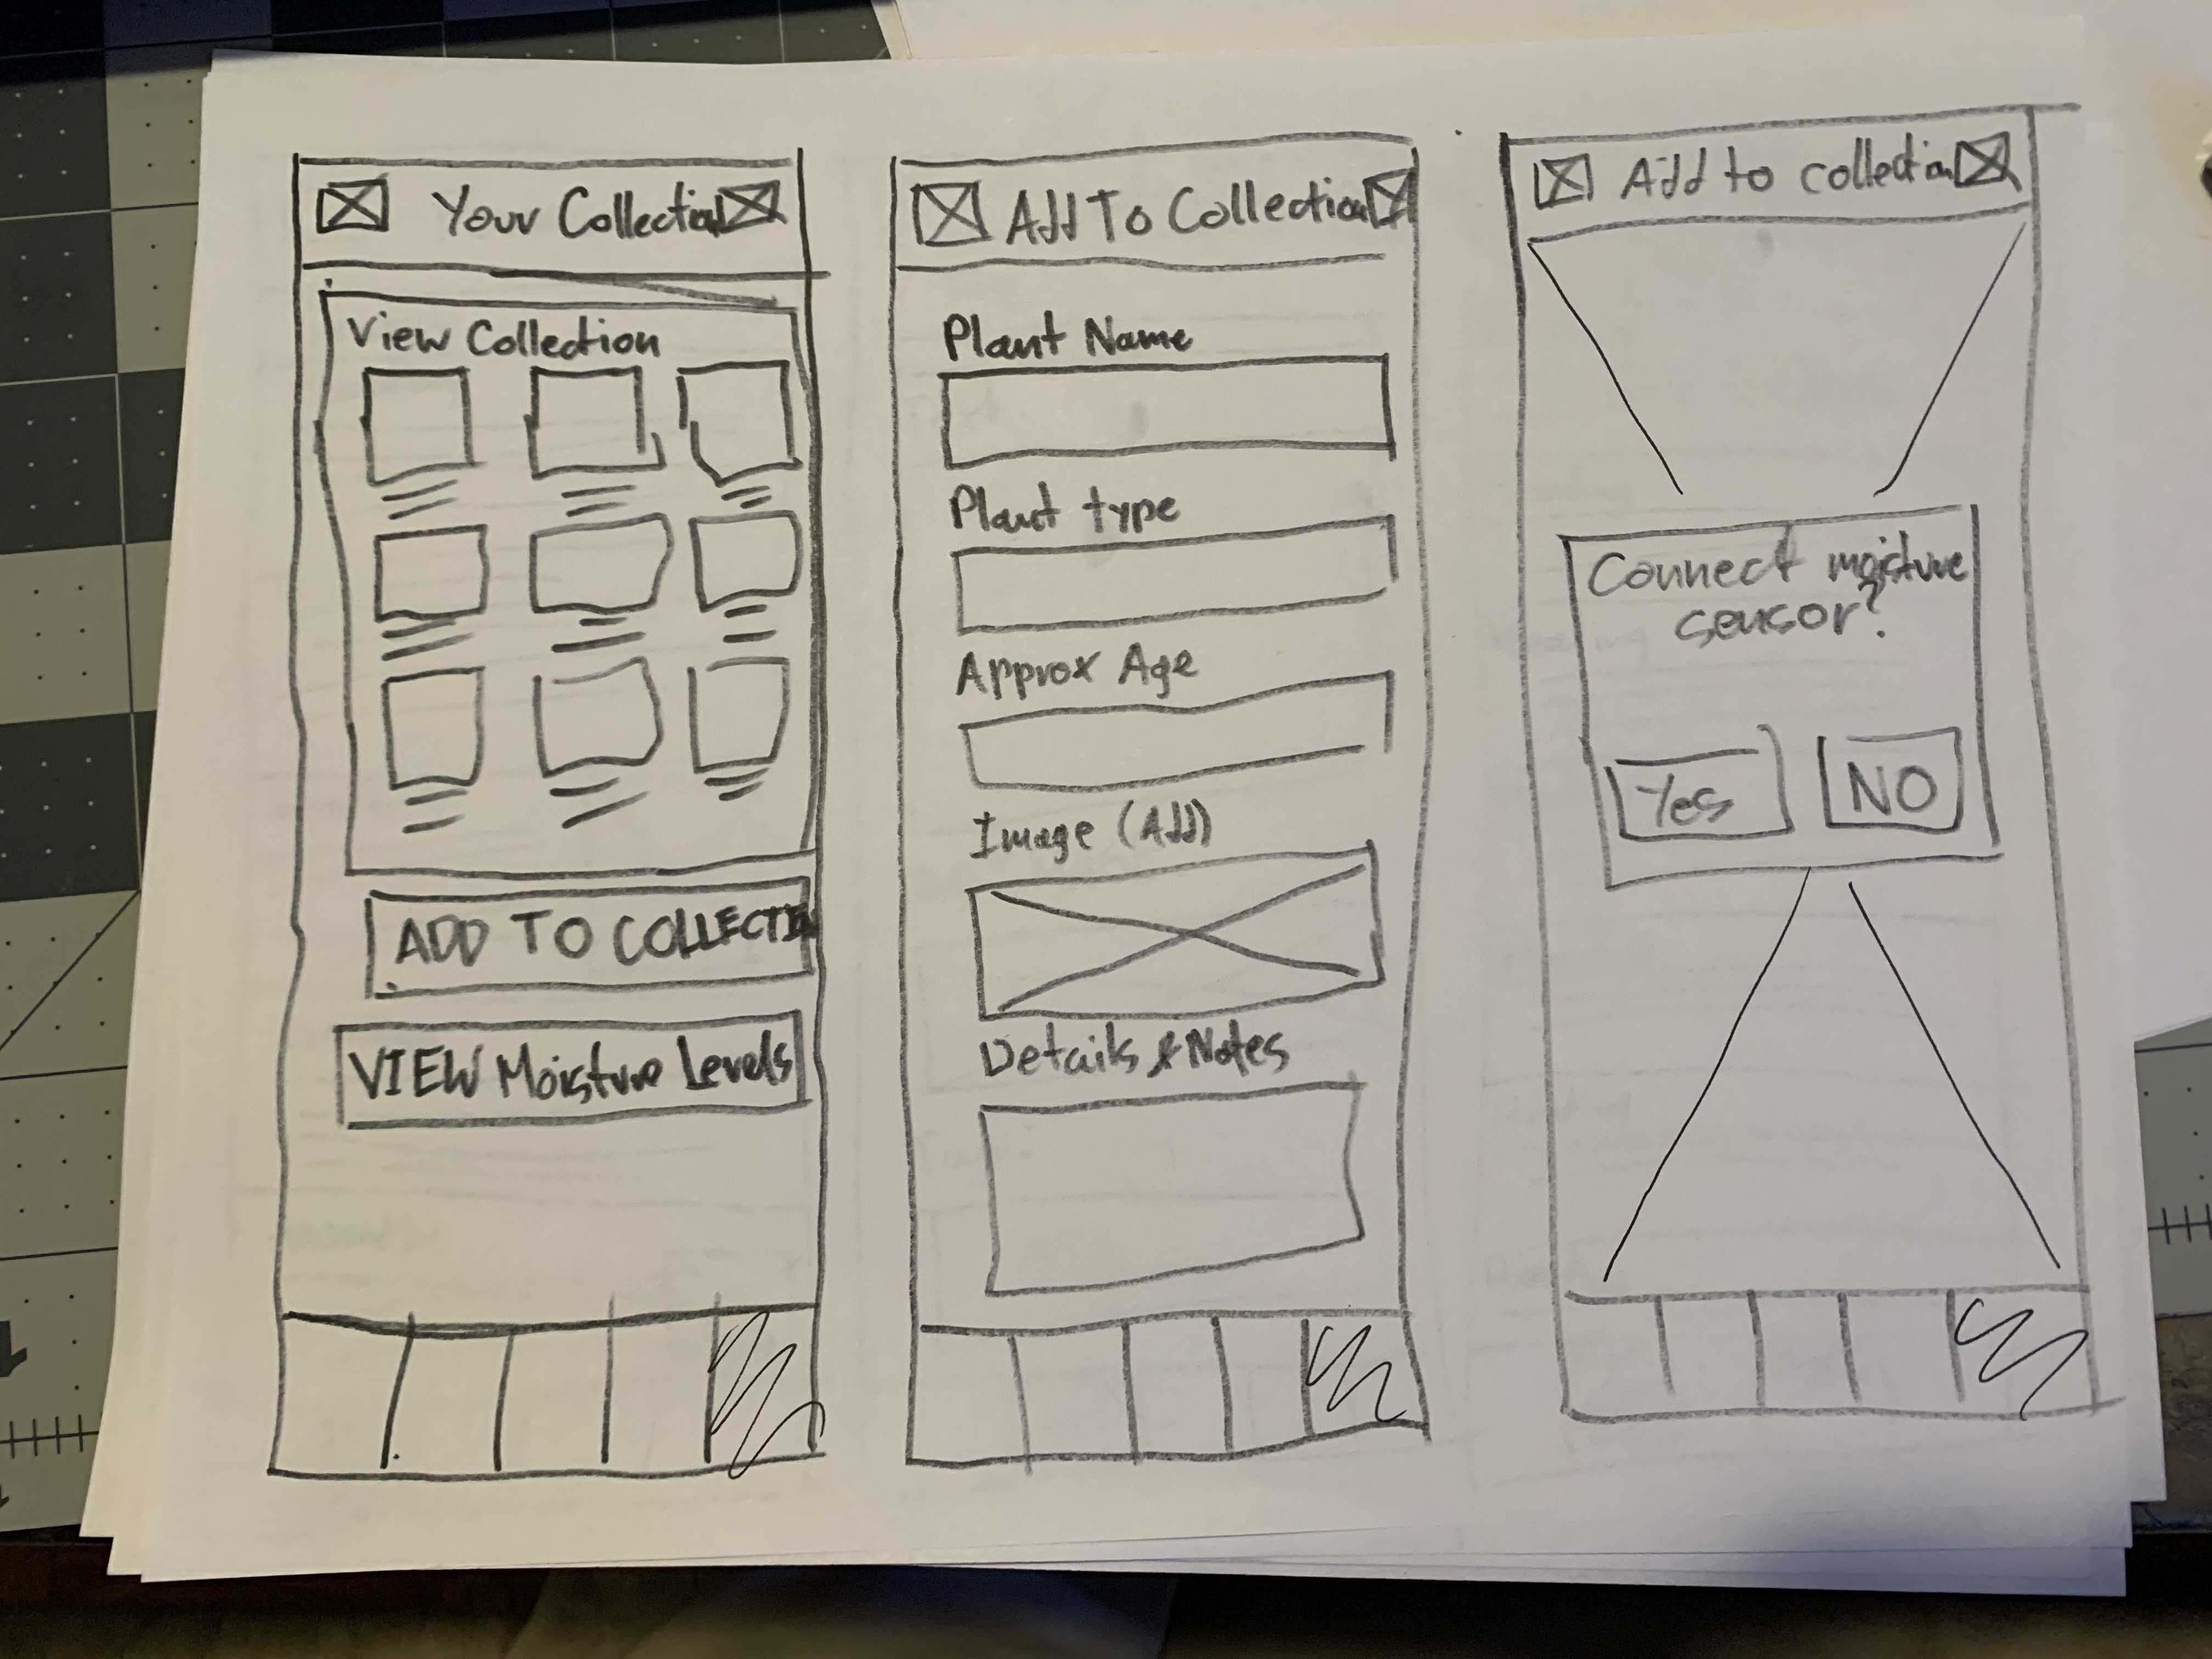 Your Collection
View Collection
ADD TO COLLECTION
VIEW Moisture Levels
Add To Collection
Plant Name
Plant type
Approx Age
Image (Add)
Details & Notes
Add to collection
Connect moisture
sensor?
Yes
NO